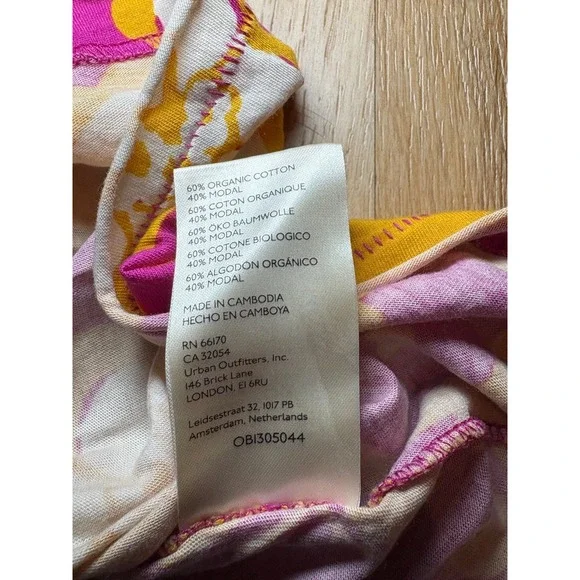 60% ORGANIC COTTON
40% MODAL
60% COTON ORGANIQUE
40% MODAL
60% ÖKO BAUMWOLLE
40% MODAL
60% COTONE BIOLOGICO
40% MODAL
60% ALGODÓN ORGÁNICO
40% MODAL
MADE IN CAMBODIA
HECHO EN CAMBOYA
RN 66170
CA 32054
Urban Outfitters, Inc.
146 Brick Lane
LONDON, E1 6RU
Leidsestraat 32, 1017 PB
Amsterdam, Netherlands
OB1305044